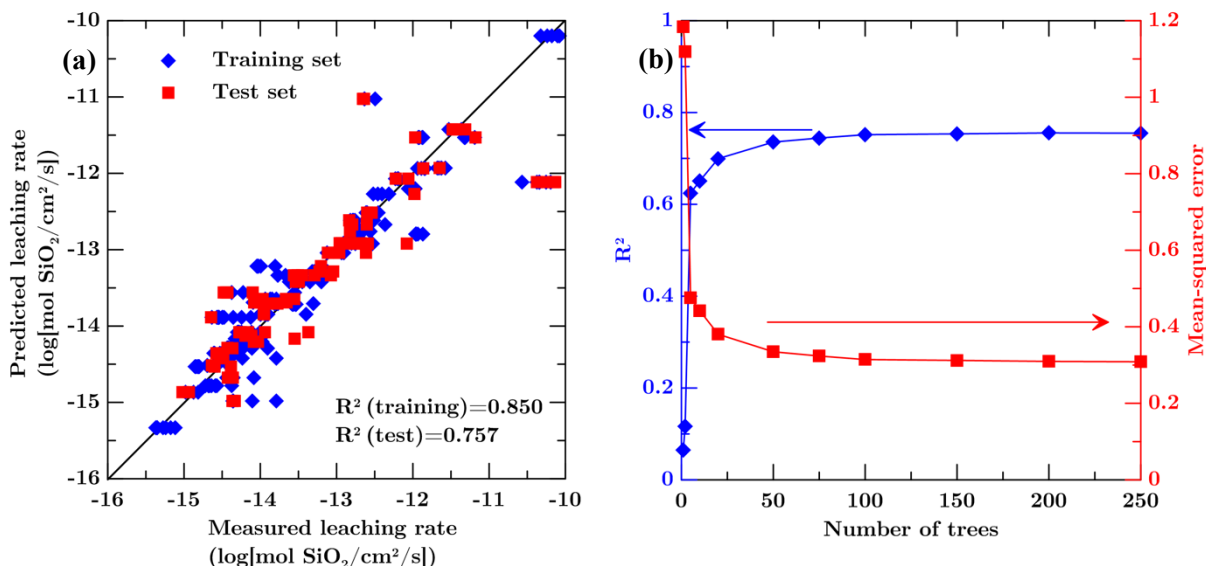 (a)
Training set
Test set
R² (training)=0.850
R² (test)=0.757
Predicted leaching rate
(log[mol SiO₂/cm²/s])
-10
-11
-12
-13
-14
-15
-16
-16 -15 -14 -13 -12 -11 -10
Measured leaching rate
(log[mol SiO₂/cm²/s])
(b)
R²
1
0.8
0.6
0.4
0.2
0
0 50 100 150 200 250
Number of trees
1.2
1
0.8
0.6
0.4
0.2
0
Mean-squared error